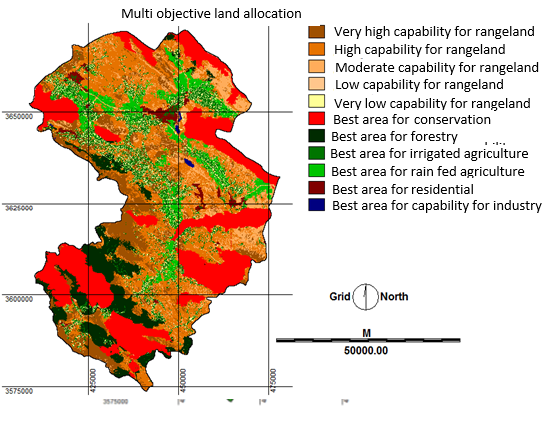 Multi objective land allocation
Very high capability for rangeland
High capability for rangeland
Moderate capability for rangeland
Low capability for rangeland
Very low capability for rangeland
Best area for conservation
Best area for forestry
Best area for irrigated agriculture
Best area for rain fed agriculture
Best area for residential
Best area for capability for industry
3650000
3625000
3600000
3575000
425000
450000
475000
3575000
Grid North
M
50000.00